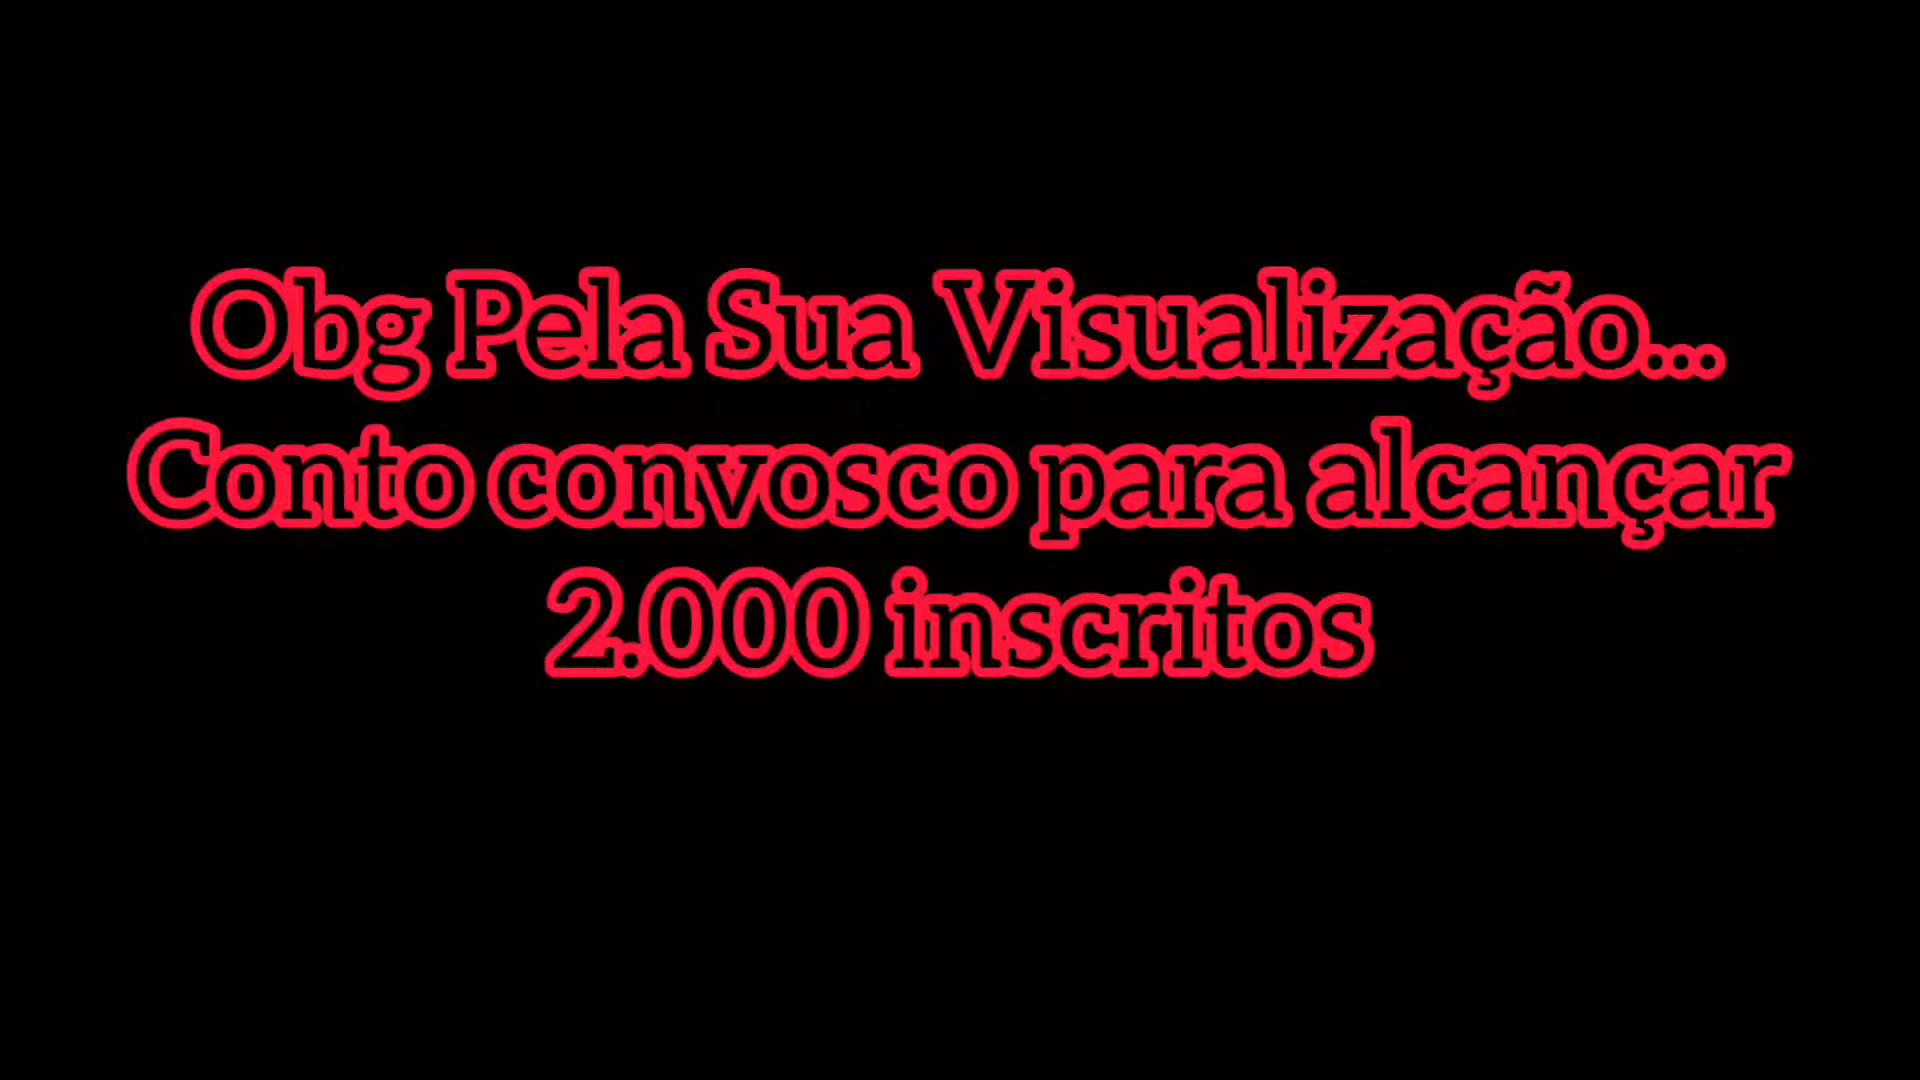 Obg Pela Sua Visualização...
Conto convosco para alcançar
2.000 inscritos